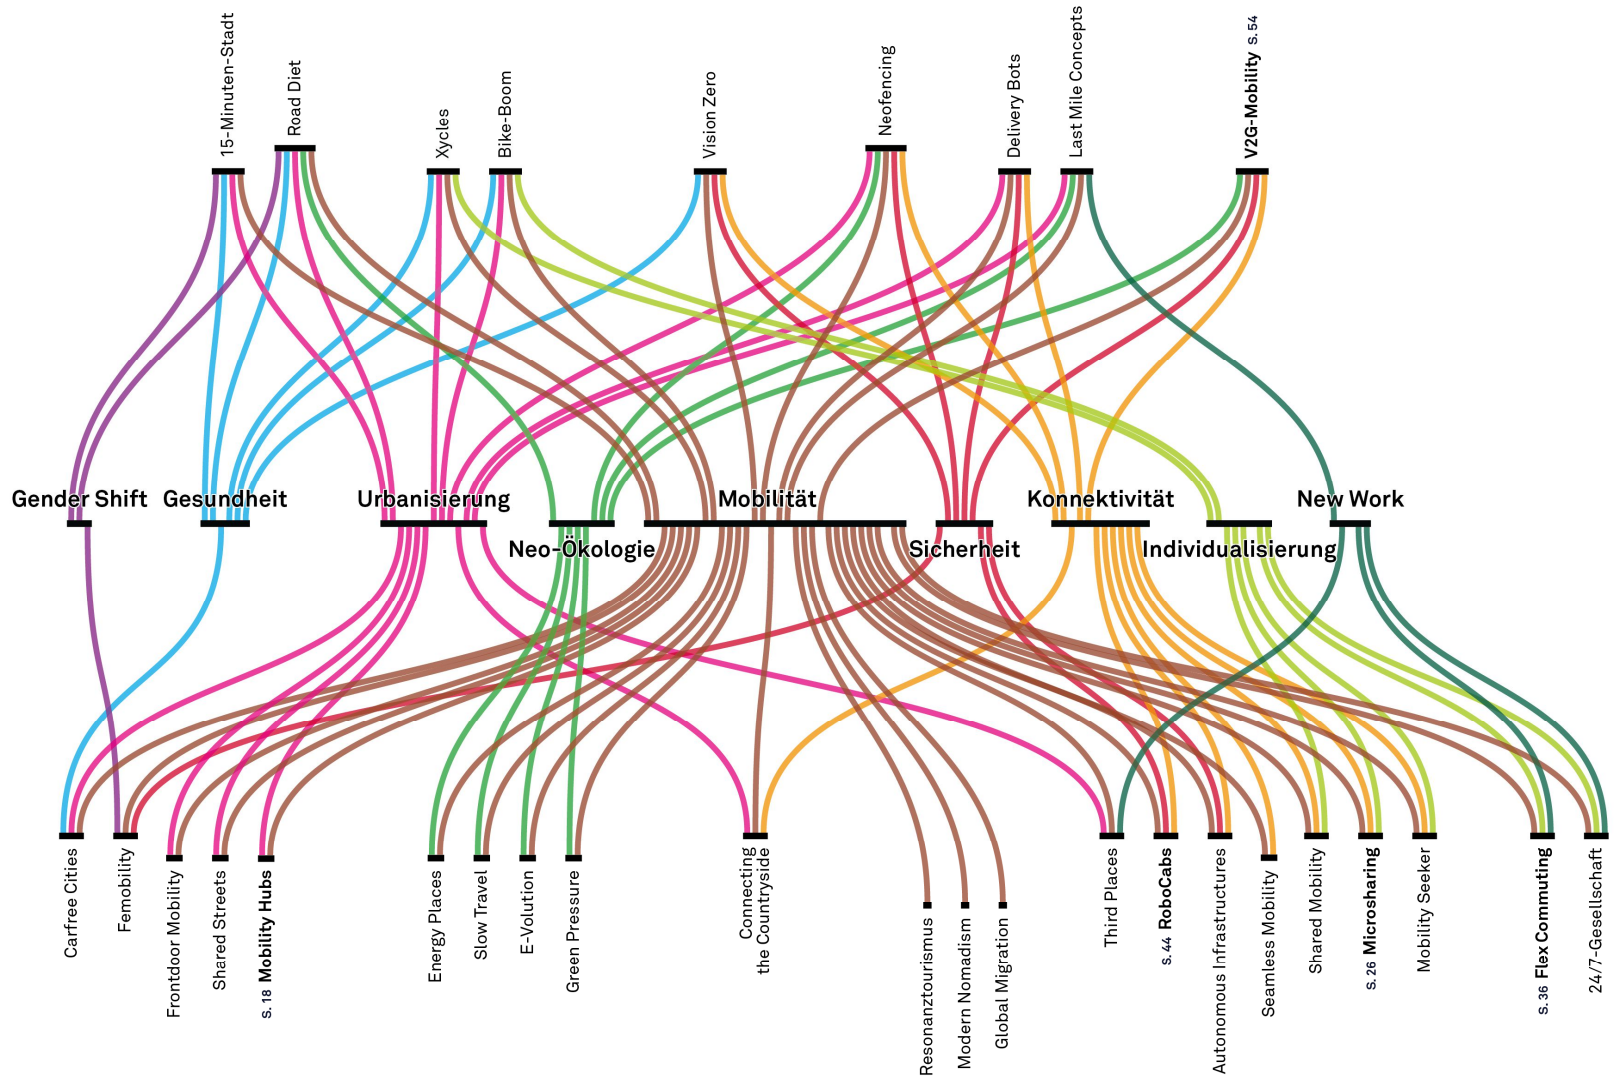 15-Minuten-Stadt
Road Diet
Xycles
Bike-Boom
Vision Zero
Neofencing
Delivery Bots
Last Mile Concepts
V2G-Mobility S. 54
Gender Shift
Gesundheit
Urbanisierung
Neo-Ökologie
Mobilität
Sicherheit
Konnektivität
Individualisierung
New Work
Carfree Cities
Femobility
Frontdoor Mobility
Shared Streets
S. 18 Mobility Hubs
Energy Places
Slow Travel
E-Volution
Green Pressure
Connecting
the Countryside
Resonanztourismus
Modern Nomadism
Global Migration
Third Places
S. 44 RoboCabs
Autonomous Infrastructures
Seamless Mobility
Shared Mobility
S. 26 Microsharing
Mobility Seeker
S. 36 Flex Commuting
24/7-Gesellschaft